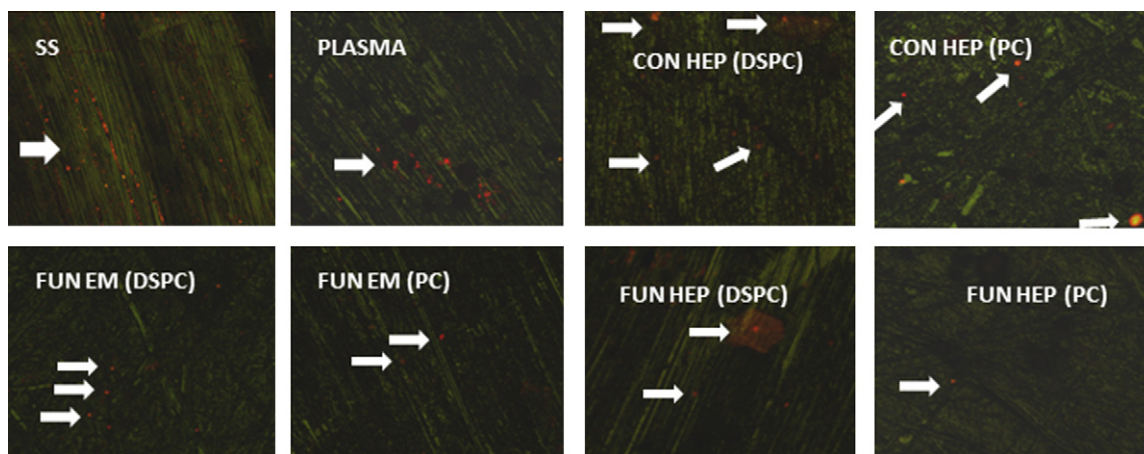 SS
PLASMA
CON HEP (DSPC)
CON HEP (PC)
FUN EM (DSPC)
FUN EM (PC)
FUN HEP (DSPC)
FUN HEP (PC)